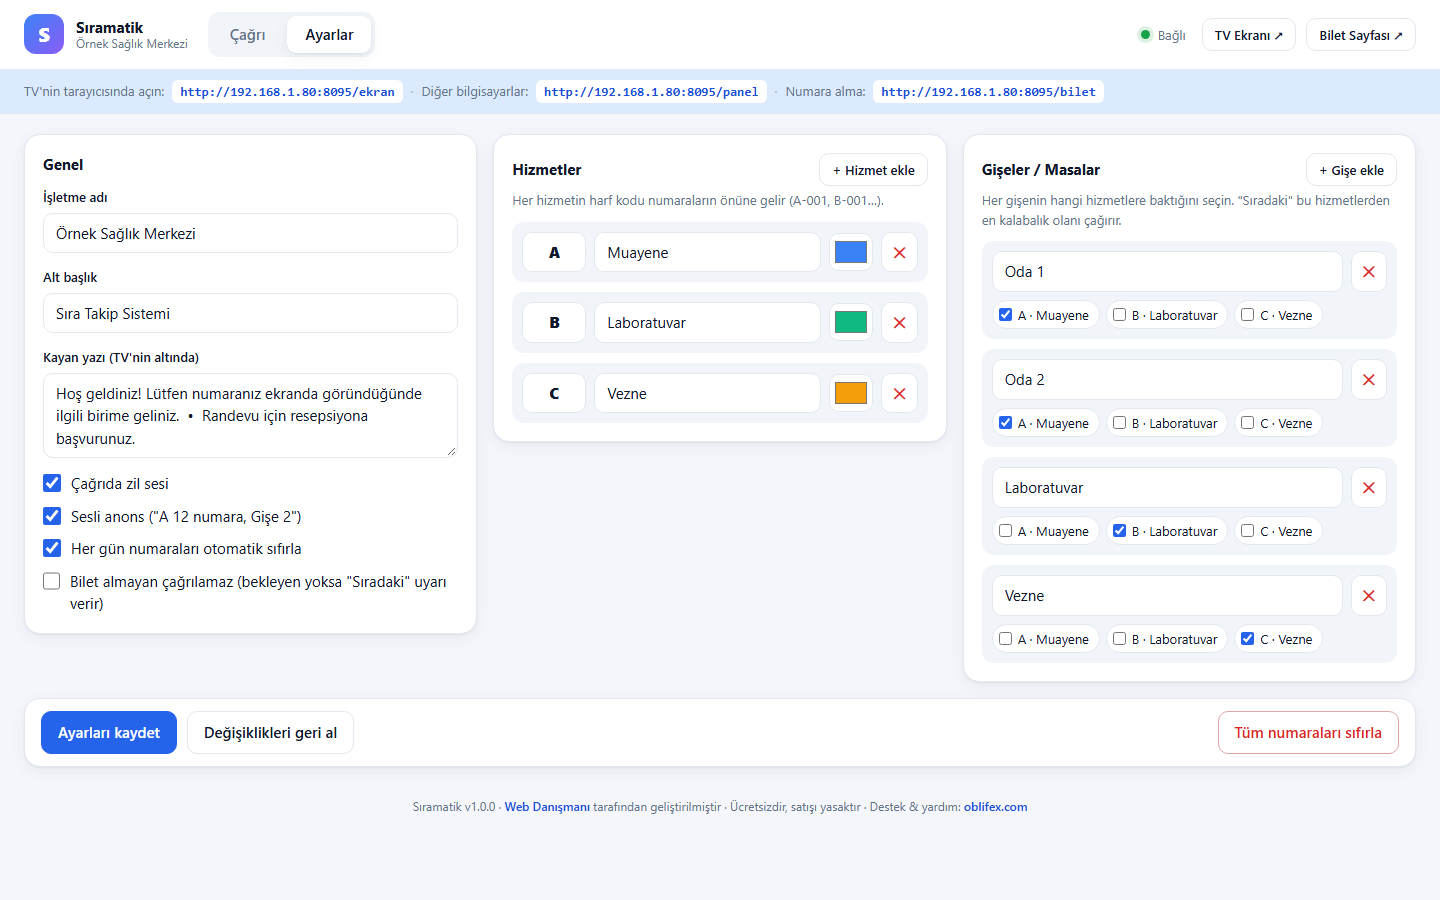 S
Sıramatik
Örnek Sağlık Merkezi
Çağrı
Ayarlar
Bağlı
TV Ekranı ↗
Bilet Sayfası ↗
TV'nin tarayıcısında açın: http://192.168.1.80:8095/ekran · Diğer bilgisayarlar: http://192.168.1.80:8095/panel · Numara alma: http://192.168.1.80:8095/bilet
Genel
İşletme adı
Örnek Sağlık Merkezi
Alt başlık
Sıra Takip Sistemi
Kayan yazı (TV'nin altında)
Hoş geldiniz! Lütfen numaranız ekranda göründüğünde
ilgili birime geliniz. • Randevu için resepsiyona
başvurunuz.
Çağrıda zil sesi
Sesli anons ("A 12 numara, Gişe 2")
Her gün numaraları otomatik sıfırla
Bilet almayan çağrılamaz (bekleyen yoksa "Sıradaki" uyarı
verir)
Hizmetler
+ Hizmet ekle
Her hizmetin harf kodu numaraların önüne gelir (A-001, B-001...).
A Muayene ✕
B Laboratuvar ✕
C Vezne ✕
Gişeler / Masalar
+ Gişe ekle
Her gişenin hangi hizmetlere baktığını seçin. "Sıradaki" bu hizmetlerden
en kalabalık olanı çağırır.
Oda 1 ✕
A · Muayene B · Laboratuvar C · Vezne
Oda 2 ✕
A · Muayene B · Laboratuvar C · Vezne
Laboratuvar ✕
A · Muayene B · Laboratuvar C · Vezne
Vezne ✕
A · Muayene B · Laboratuvar C · Vezne
Ayarları kaydet
Değişiklikleri geri al
Tüm numaraları sıfırla
Sıramatik v1.0.0 · Web Danışmanı tarafından geliştirilmiştir · Ücretsizdir, satışı yasaktır · Destek & yardım: oblifex.com